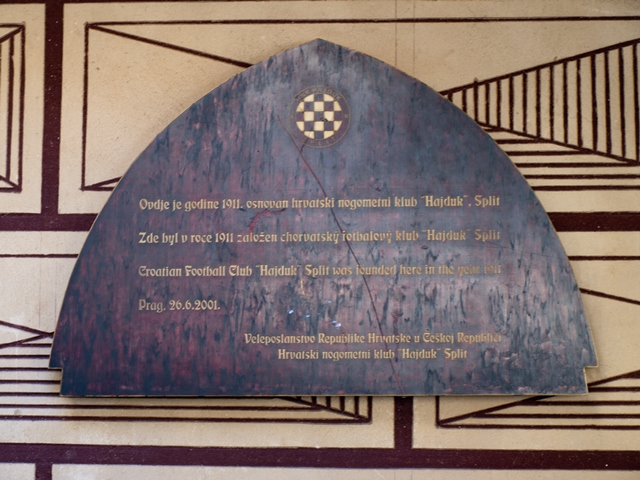 Ovdje je godine 1911. osnovan hrvatski nogometni klub "Hajduk", Split
Zde byl v roce 1911 založen chorvatský fotbalový klub "Hajduk" Split
Croatian Football Club "Hajduk" Split was founded here in the year 1911
Prag, 26.6.2001.
Veleposlanstvo Republike Hrvatske u Češkoj Republici
Hrvatski nogometni klub "Hajduk" Split